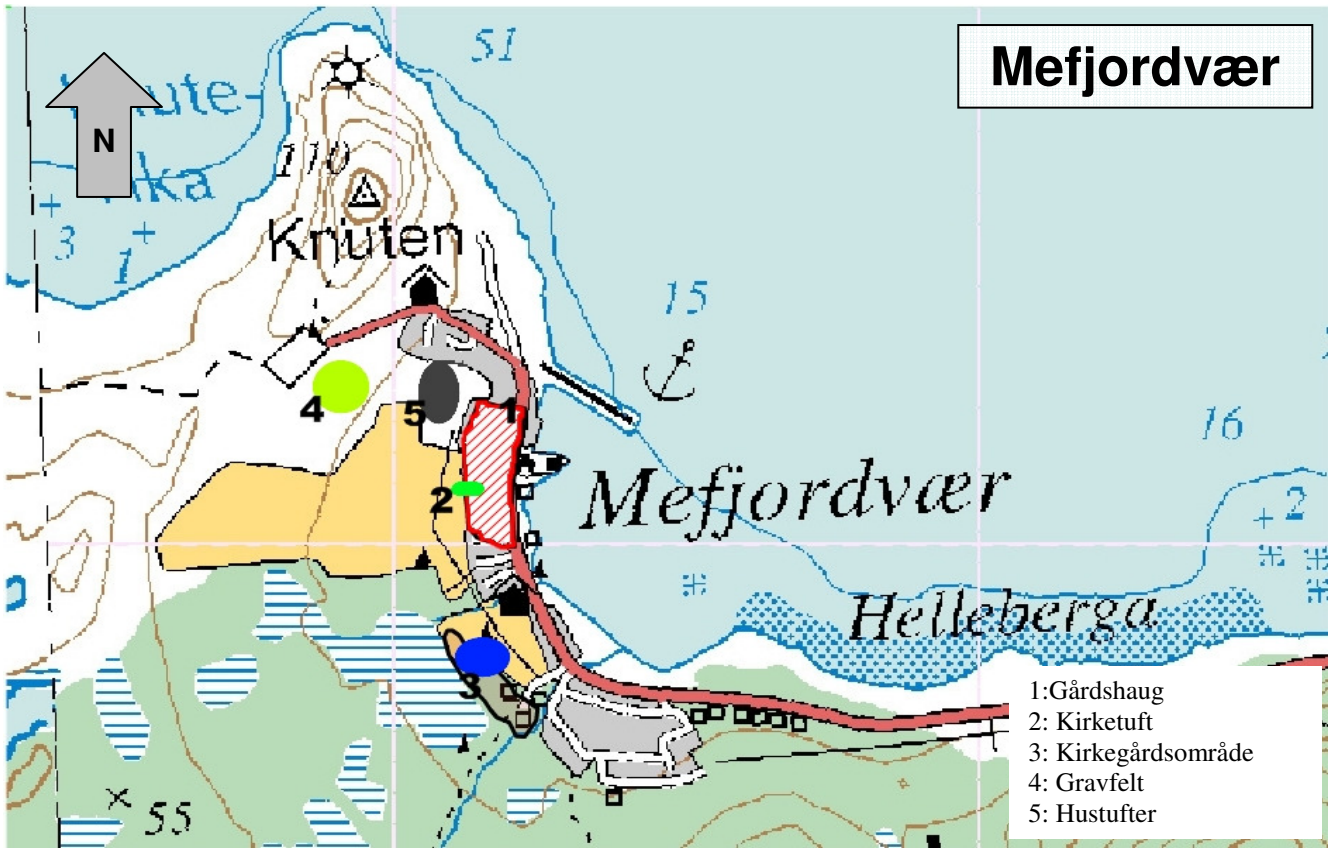 Mefjordvær
51
N
110
3
1
Knuten
15
4
5
1
16
2
Mefjordvær
2
Helleberga
3
55
1:Gårdshaug
2: Kirketuft
3: Kirkegårdsområde
4: Gravfelt
5: Hustufter